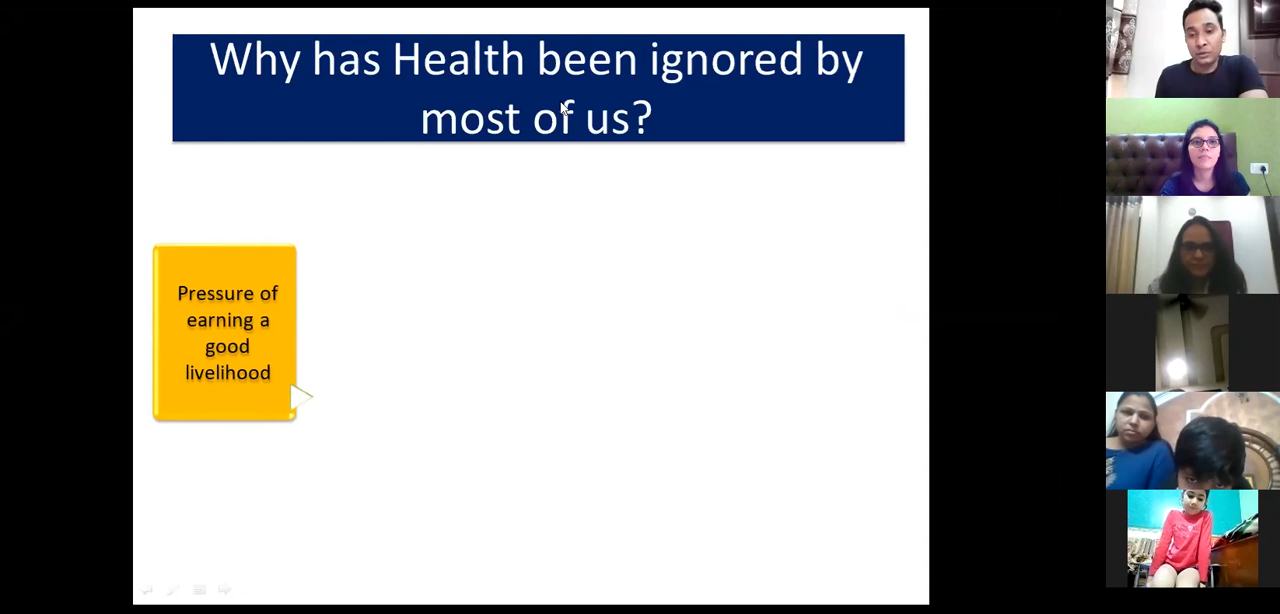 Why has Health been ignored by
most of us?
Pressure of
earning a
good
livelihood